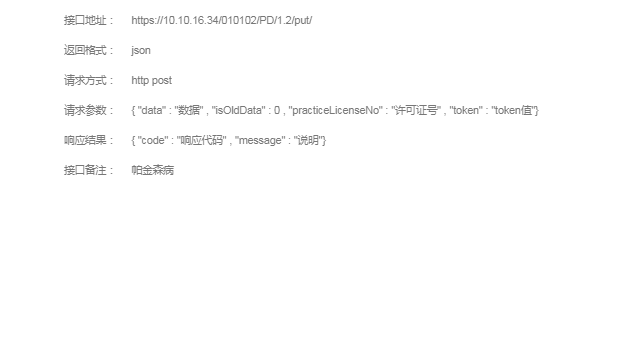 接口地址： https://10.10.16.34/010102/PD/1.2/put/
返回格式： json
请求方式： http post
请求参数： { "data" : "数据" , "isOldData" : 0 , "practiceLicenseNo" : "许可证号" , "token" : "token值"}
响应结果： { "code" : "响应代码" , "message" : "说明"}
接口备注： 帕金森病